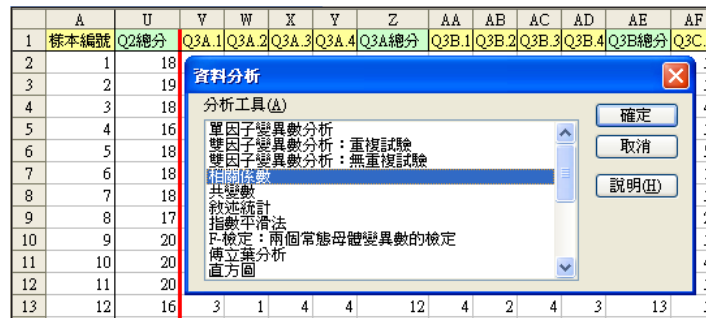 A U V W X Y Z AA AB AC AD AE AF
1 樣本編號 Q2總分 Q3A.1 Q3A.2 Q3A.3 Q3A.4 Q3A總分 Q3B.1 Q3B.2 Q3B.3 Q3B.4 Q3B總分 Q3C.
2 1 18
3 2 19
4 3 18
5 4 16
6 5 18
7 6 18
8 7 18
9 8 17
10 9 20
11 10 20
12 11 20
13 12 16 3 1 4 4 12 4 2 4 3 13
資料分析
分析工具(A)
單因子變異數分析
雙因子變異數分析：重複試驗
雙因子變異數分析：無重複試驗
相關係數
共變數
敘述統計
指數平滑法
F-檢定：兩個常態母體變異數的檢定
傅立葉分析
直方圖
確定
取消
說明(H)